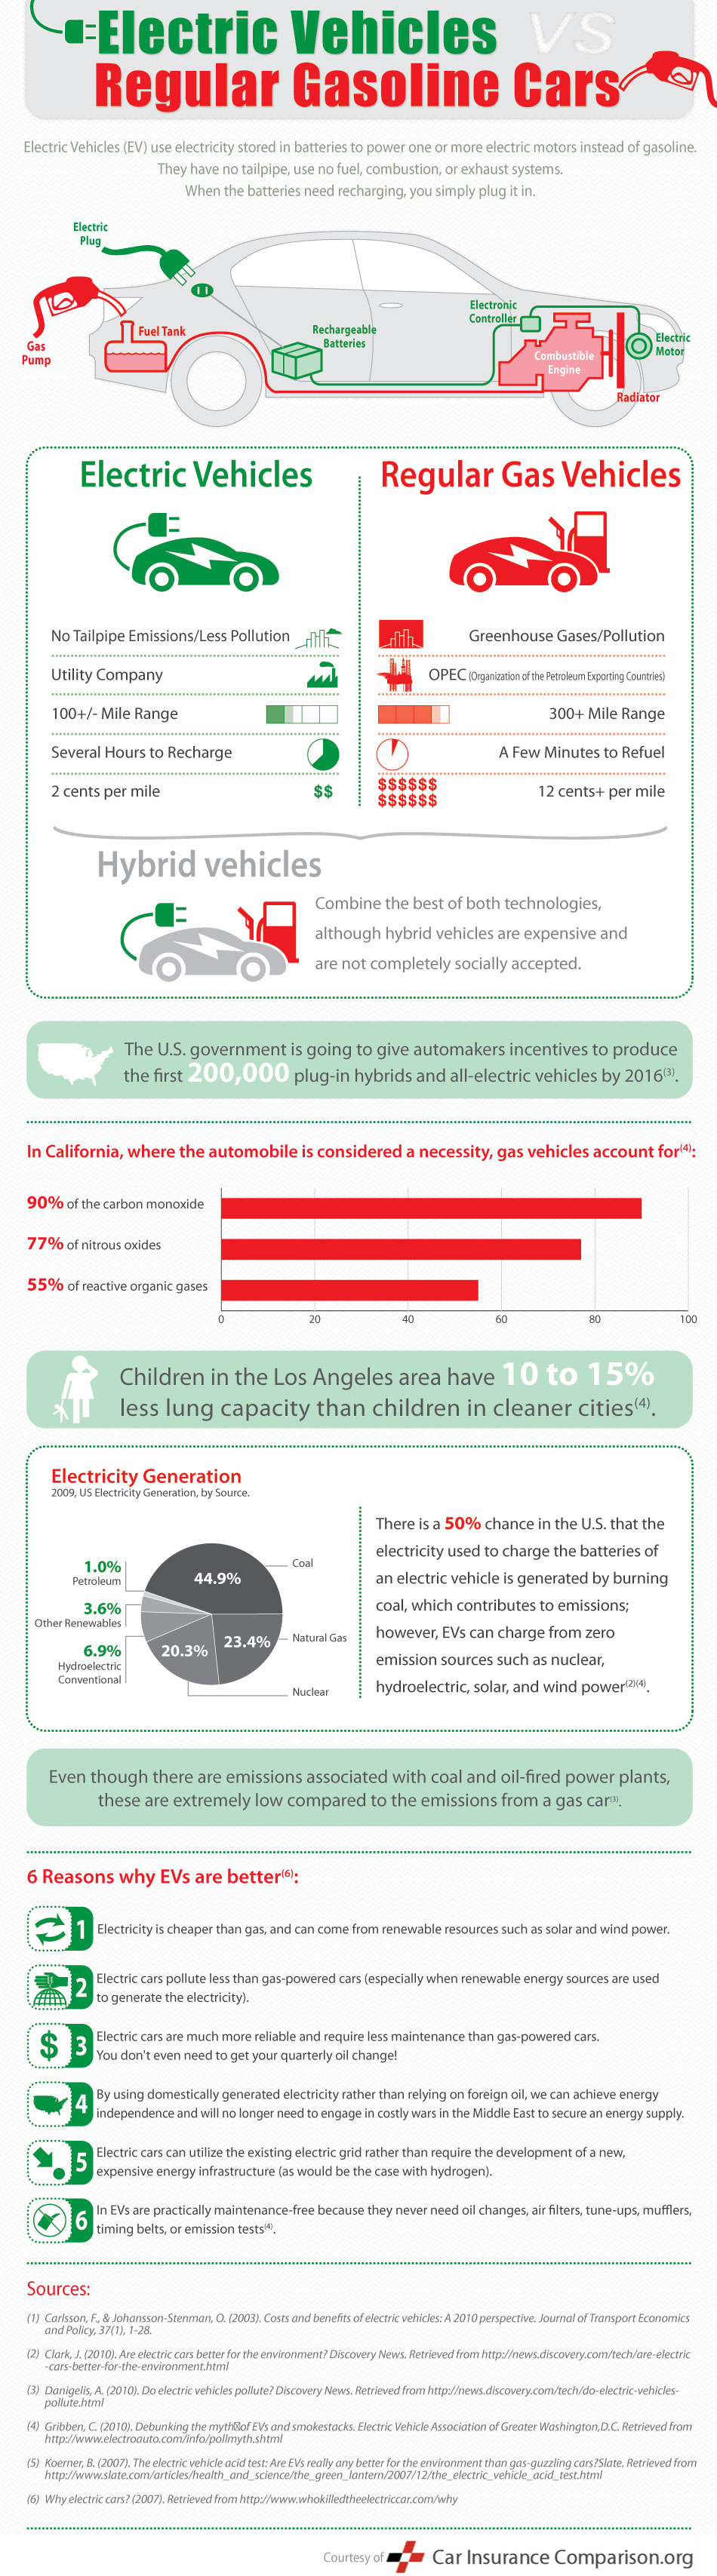 Electric Vehicles VS
Regular Gasoline Cars
Electric Vehicles (EV) use electricity stored in batteries to power one or more electric motors instead of gasoline.
They have no tailpipe, use no fuel, combustion, or exhaust systems.
When the batteries need recharging, you simply plug it in.
Electric
Plug
Gas
Pump
Fuel Tank
Rechargeable
Batteries
Electronic
Controller
Combustible
Engine
Electric
Motor
Radiator
Electric Vehicles
No Tailpipe Emissions/Less Pollution
Utility Company
100+/- Mile Range
Several Hours to Recharge
2 cents per mile
$$
Regular Gas Vehicles
Greenhouse Gases/Pollution
OPEC (Organization of the Petroleum Exporting Countries)
300+ Mile Range
A Few Minutes to Refuel
$$$$$$
$$$$$$
12 cents+ per mile
Hybrid vehicles
Combine the best of both technologies,
although hybrid vehicles are expensive and
are not completely socially accepted.
The U.S. government is going to give automakers incentives to produce
the first 200,000 plug-in hybrids and all-electric vehicles by 2016(3).
In California, where the automobile is considered a necessity, gas vehicles account for(4):
90% of the carbon monoxide
77% of nitrous oxides
55% of reactive organic gases
0 20 40 60 80 100
Children in the Los Angeles area have 10 to 15%
less lung capacity than children in cleaner cities(4).
Electricity Generation
2009, US Electricity Generation, by Source.
44.9%
Coal
23.4%
Natural Gas
20.3%
Nuclear
1.0%
Petroleum
3.6%
Other Renewables
6.9%
Hydroelectric
Conventional
There is a 50% chance in the U.S. that the
electricity used to charge the batteries of
an electric vehicle is generated by burning
coal, which contributes to emissions;
however, EVs can charge from zero
emission sources such as nuclear,
hydroelectric, solar, and wind power(2)(4).
Even though there are emissions associated with coal and oil-fired power plants,
these are extremely low compared to the emissions from a gas car(3).
6 Reasons why EVs are better(6):
1 Electricity is cheaper than gas, and can come from renewable resources such as solar and wind power.
2 Electric cars pollute less than gas-powered cars (especially when renewable energy sources are used
to generate the electricity).
$ 3 Electric cars are much more reliable and require less maintenance than gas-powered cars.
You don't even need to get your quarterly oil change!
4 By using domestically generated electricity rather than relying on foreign oil, we can achieve energy
independence and will no longer need to engage in costly wars in the Middle East to secure an energy supply.
5 Electric cars can utilize the existing electric grid rather than require the development of a new,
expensive energy infrastructure (as would be the case with hydrogen).
6 In EVs are practically maintenance-free because they never need oil changes, air filters, tune-ups, mufflers,
timing belts, or emission tests(4).
Sources:
(1) Carlsson, F., & Johansson-Stenman, O. (2003). Costs and benefits of electric vehicles: A 2010 perspective. Journal of Transport Economics
and Policy, 37(1), 1-28.
(2) Clark, J. (2010). Are electric cars better for the environment? Discovery News. Retrieved from http://news.discovery.com/tech/are-electric
-cars-better-for-the-environment.html
(3) Danigelis, A. (2010). Do electric vehicles pollute? Discovery News. Retrieved from http://news.discovery.com/tech/do-electric-vehicles-
pollute.html
(4) Gribben, C. (2010). Debunking the myth of EVs and smokestacks. Electric Vehicle Association of Greater Washington,D.C. Retrieved from
http://www.electroauto.com/info/pollmyth.shtml
(5) Koerner, B. (2007). The electric vehicle acid test: Are EVs really any better for the environment than gas-guzzling cars?Slate. Retrieved from
http://www.slate.com/articles/health_and_science/the_green_lantern/2007/12/the_electric_vehicle_acid_test.html
(6) Why electric cars? (2007). Retrieved from http://www.whokilledtheelectriccar.com/why
Courtesy of Car Insurance Comparison.org